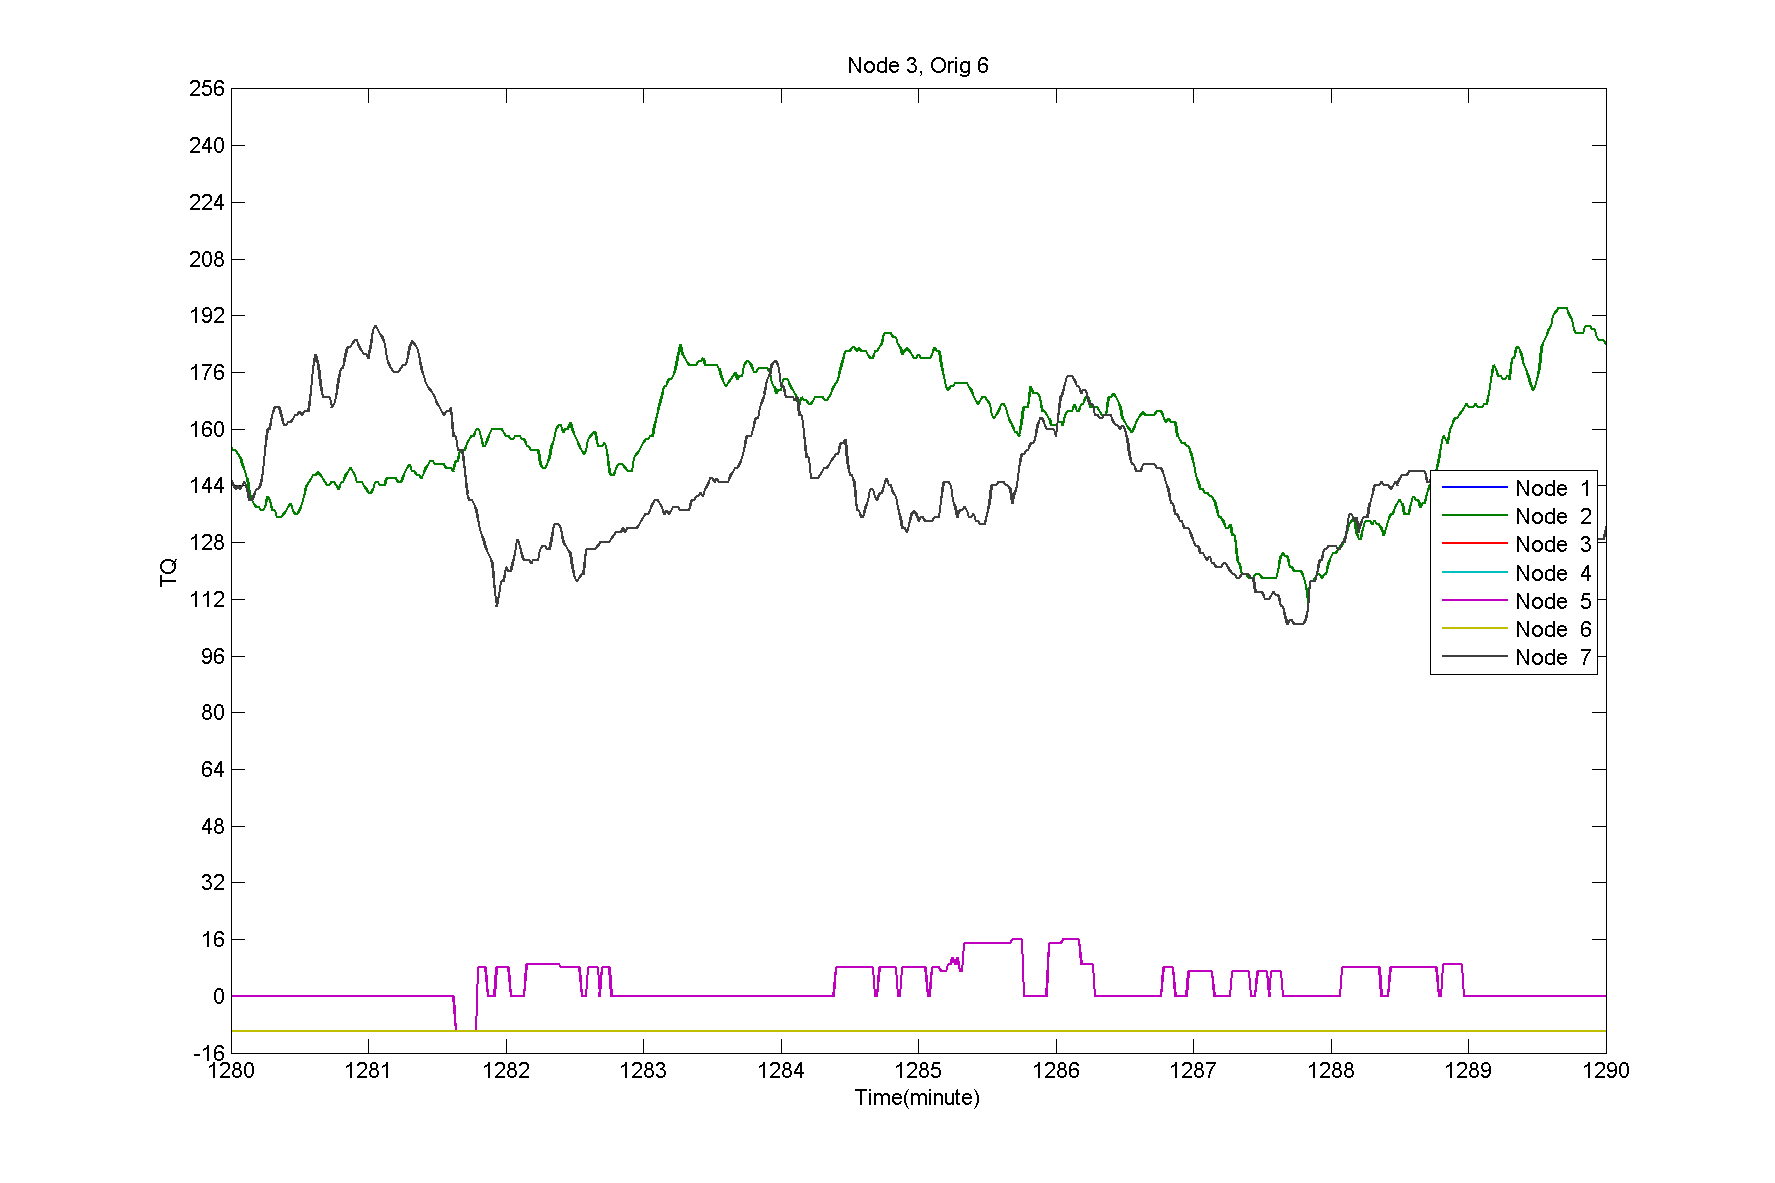 Node 3, Orig 6
256
240
224
208
192
176
160
144
128
112
96
80
64
48
32
16
0
-16
TQ
Node 1
Node 2
Node 3
Node 4
Node 5
Node 6
Node 7
1280 1281 1282 1283 1284 1285 1286 1287 1288 1289 1290
Time(minute)